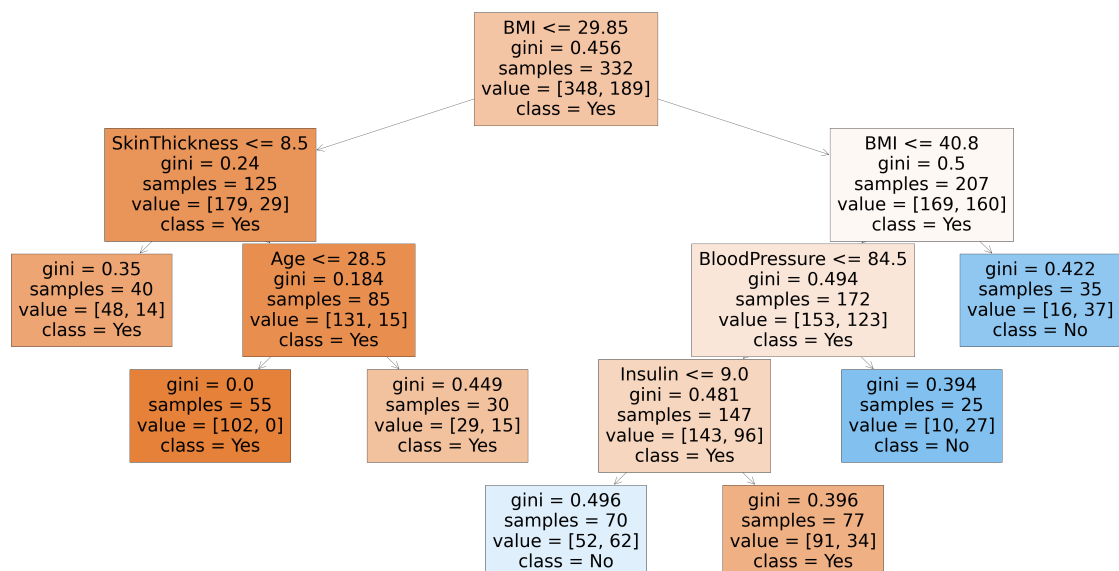 BMI <= 29.85
gini = 0.456
samples = 332
value = [348, 189]
class = Yes
SkinThickness <= 8.5
gini = 0.24
samples = 125
value = [179, 29]
class = Yes
BMI <= 40.8
gini = 0.5
samples = 207
value = [169, 160]
class = Yes
gini = 0.35
samples = 40
value = [48, 14]
class = Yes
Age <= 28.5
gini = 0.184
samples = 85
value = [131, 15]
class = Yes
BloodPressure <= 84.5
gini = 0.494
samples = 172
value = [153, 123]
class = Yes
gini = 0.422
samples = 35
value = [16, 37]
class = No
gini = 0.0
samples = 55
value = [102, 0]
class = Yes
gini = 0.449
samples = 30
value = [29, 15]
class = Yes
Insulin <= 9.0
gini = 0.481
samples = 147
value = [143, 96]
class = Yes
gini = 0.394
samples = 25
value = [10, 27]
class = No
gini = 0.496
samples = 70
value = [52, 62]
class = No
gini = 0.396
samples = 77
value = [91, 34]
class = Yes